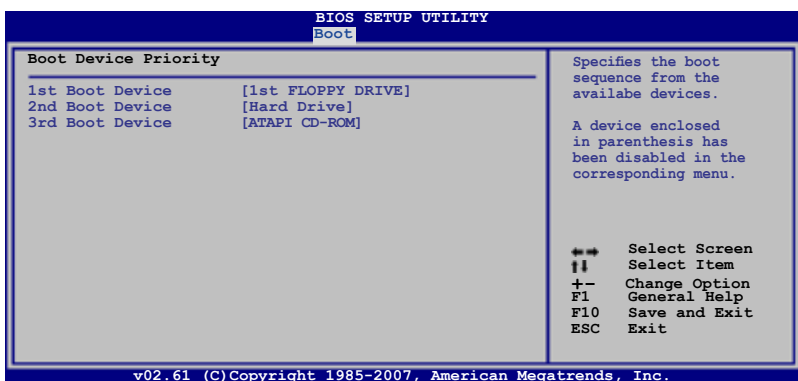 BIOS SETUP UTILITY
Boot
Boot Device Priority
1st Boot Device [1st FLOPPY DRIVE]
2nd Boot Device [Hard Drive]
3rd Boot Device [ATAPI CD-ROM]
Specifies the boot
sequence from the
availabe devices.
A device enclosed
in parenthesis has
been disabled in the
corresponding menu.
←→ Select Screen
↑↓ Select Item
+- Change Option
F1 General Help
F10 Save and Exit
ESC Exit
v02.61 (C)Copyright 1985-2007, American Megatrends, Inc.